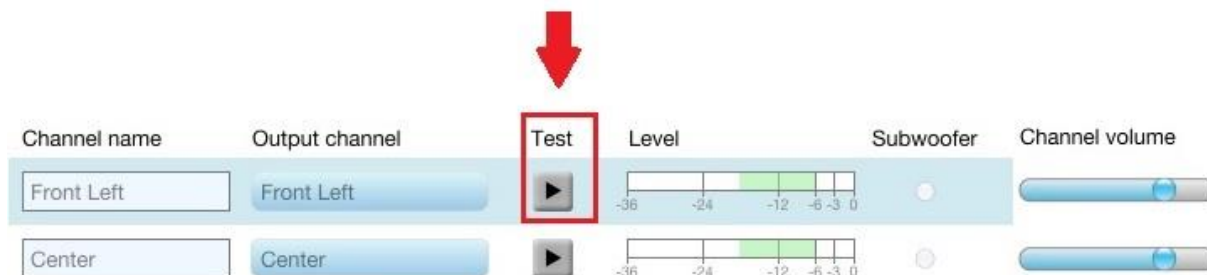 Channel name Output channel Test Level Subwoofer Channel volume
Front Left Front Left
-36 -24 -12 -6 -3 0
Center Center
-36 -24 -12 -6 -3 0